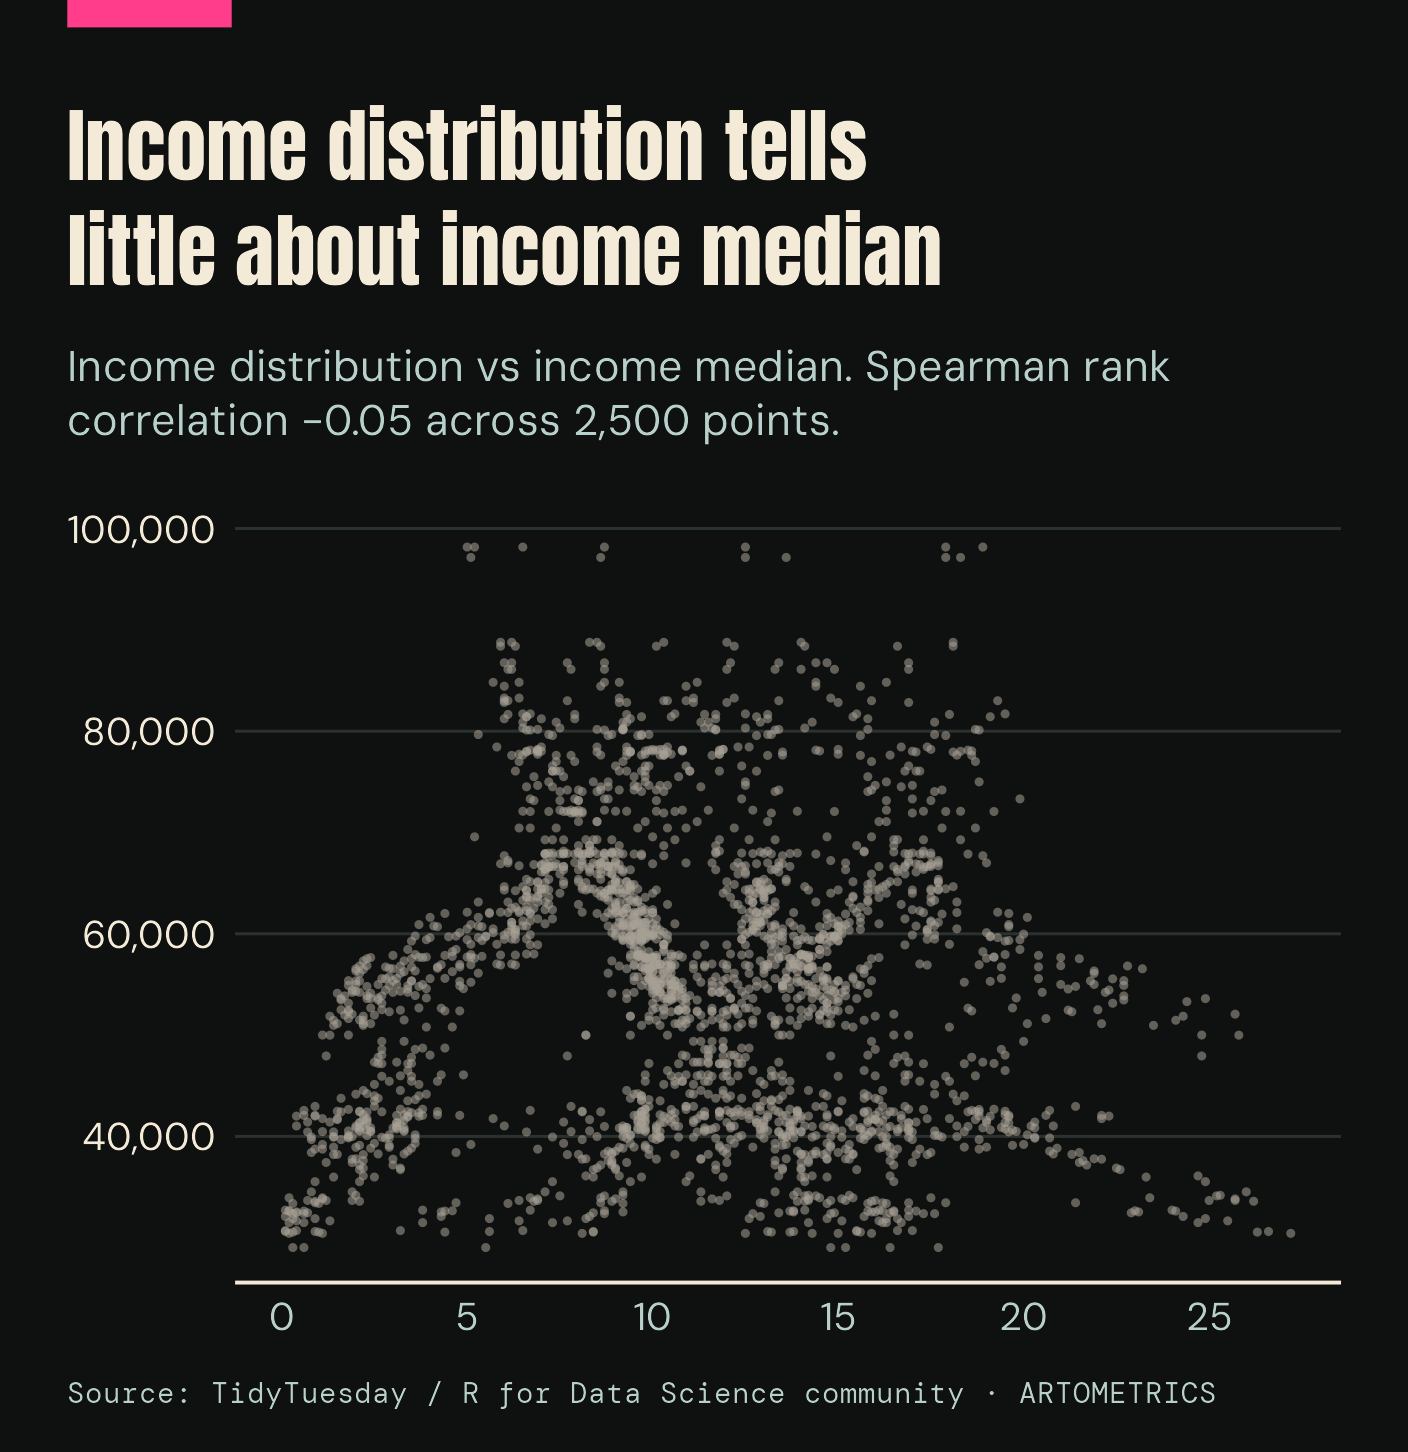 Income distribution tells
little about income median
Income distribution vs income median. Spearman rank
correlation −0.05 across 2,500 points.
100,000
80,000
60,000
40,000
0 5 10 15 20 25
Source: TidyTuesday / R for Data Science community · ARTOMETRICS